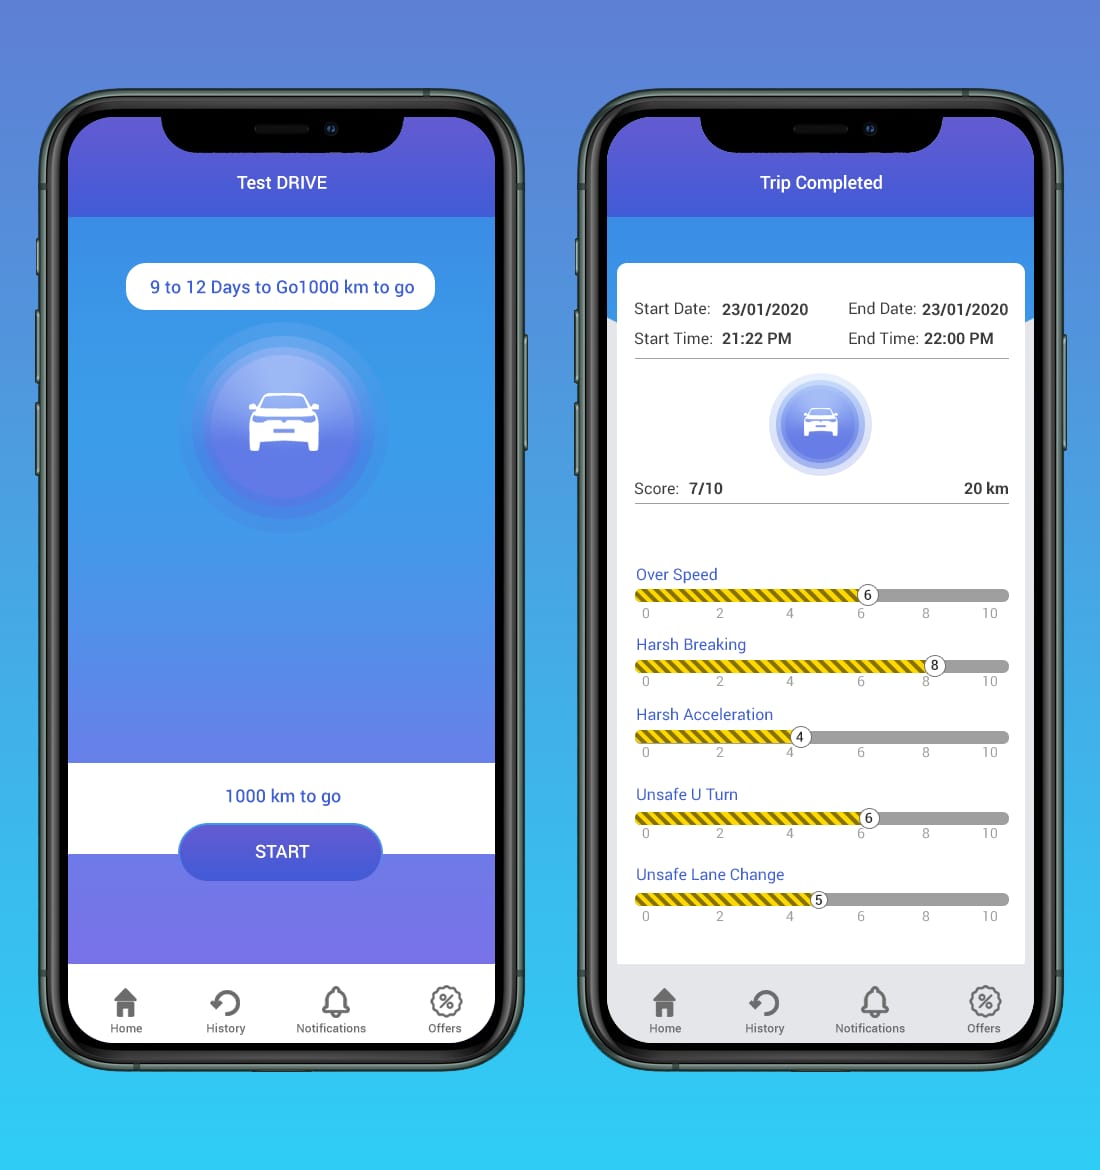 Test DRIVE
9 to 12 Days to Go1000 km to go
1000 km to go
START
Home History Notifications Offers
Trip Completed
Start Date: 23/01/2020 End Date: 23/01/2020
Start Time: 21:22 PM End Time: 22:00 PM
Score: 7/10 20 km
Over Speed
6
0 2 4 6 8 10
Harsh Breaking
8
0 2 4 6 8 10
Harsh Acceleration
4
0 2 4 6 8 10
Unsafe U Turn
6
0 2 4 6 8 10
Unsafe Lane Change
5
0 2 4 6 8 10
Home History Notifications Offers